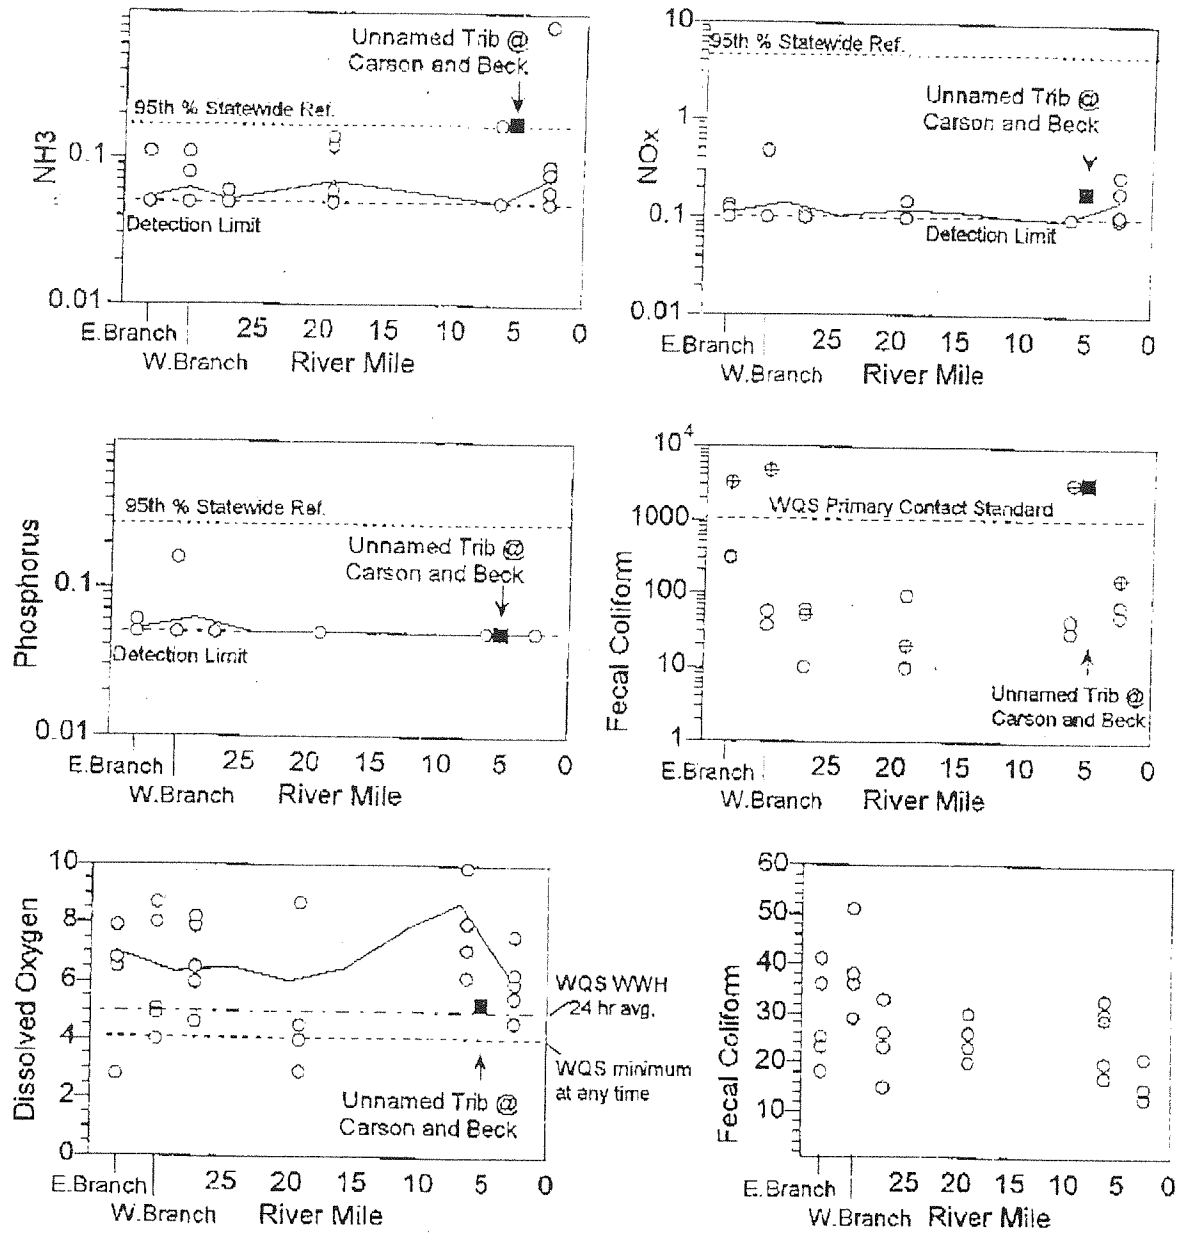 Unnamed Trib @
Carson and Beck
95th % Statewide Ref.
NH3
0.1
Detection Limit
0.01
E.Branch
W.Branch
25 20 15 10 5 0
River Mile
10
95th % Statewide Ref.
Unnamed Trib @
Carson and Beck
NOx
1
0.1
Detection Limit
0.01
E.Branch
W.Branch
25 20 15 10 5 0
River Mile
95th % Statewide Ref.
Unnamed Trib @
Carson and Beck
Phosphorus
0.1
Detection Limit
0.01
E.Branch
W.Branch
25 20 15 10 5 0
River Mile
10⁴
WQS Primary Contact Standard
1000
Fecal Coliform
100
10
Unnamed Trib @
Carson and Beck
1
E.Branch
W.Branch
25 20 15 10 5 0
River Mile
10
8
Dissolved Oxygen
6
WQS WWH
24 hr avg.
4
WQS minimum
at any time
2
Unnamed Trib @
Carson and Beck
0
E.Branch
W.Branch
25 20 15 10 5 0
River Mile
60
50
40
Fecal Coliform
30
20
10
E.Branch
W.Branch
25 20 15 10 5 0
River Mile